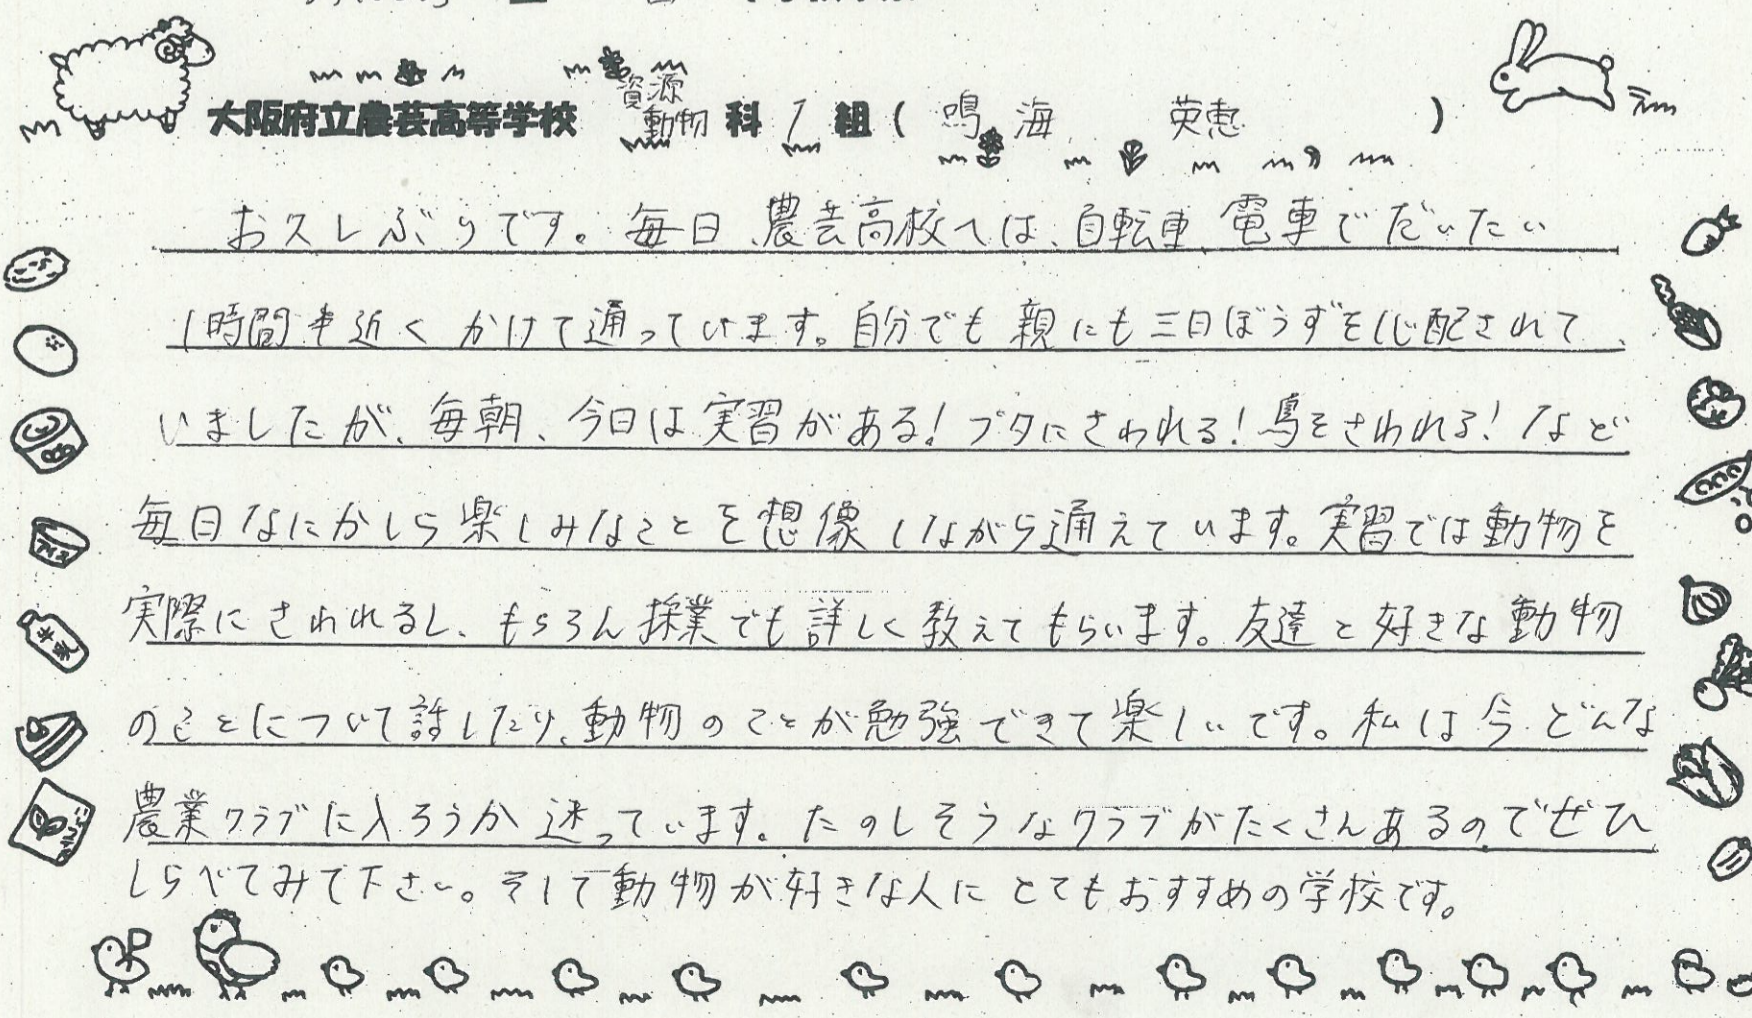 大阪府立農芸高等学校 資源動物科 1組 ( 鳴海 英恵 )
お久しぶりです。毎日、農芸高校へは、自転車、電車でだいたい
1時間半近くかけて通っています。自分でも親にも三日ぼうずを心配されて、
いましたが、毎朝、今日は実習がある!ブタにさわれる!鳥をさわれる!など
毎日なにかしら楽しみなことを想像しながら通えています。実習では動物を
実際にさわれるし、もちろん授業でも詳しく教えてもらいます。友達と好きな動物
のことについて話したり、動物のことが勉強できて楽しいです。私は今、どんな
農業クラブに入ろうか迷っています。たのしそうなクラブがたくさんあるのでぜひ
しらべてみて下さい。そして動物が好きな人にとてもおすすめの学校です。